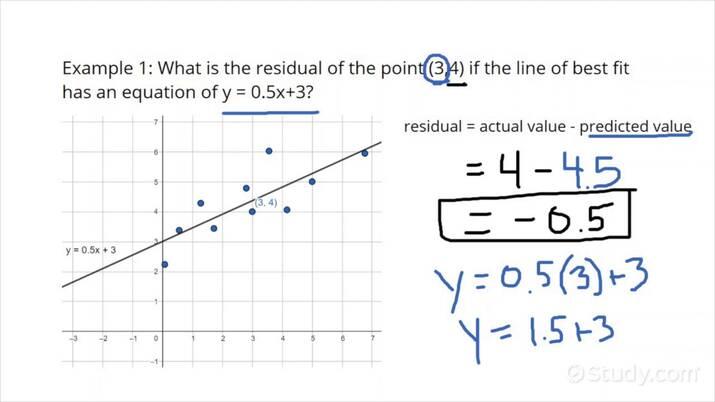 Example 1: What is the residual of the point (3,4) if the line of best fit
has an equation of y = 0.5x+3?
residual = actual value - predicted value
= 4 - 4.5
= - 0.5
y = 0.5(3)+3
y = 1.5+3
7
6
5
4
3
2
1
-1
(3, 4)
y = 0.5x + 3
-3 -2 -1 0 1 2 3 4 5 6 7
Study.com